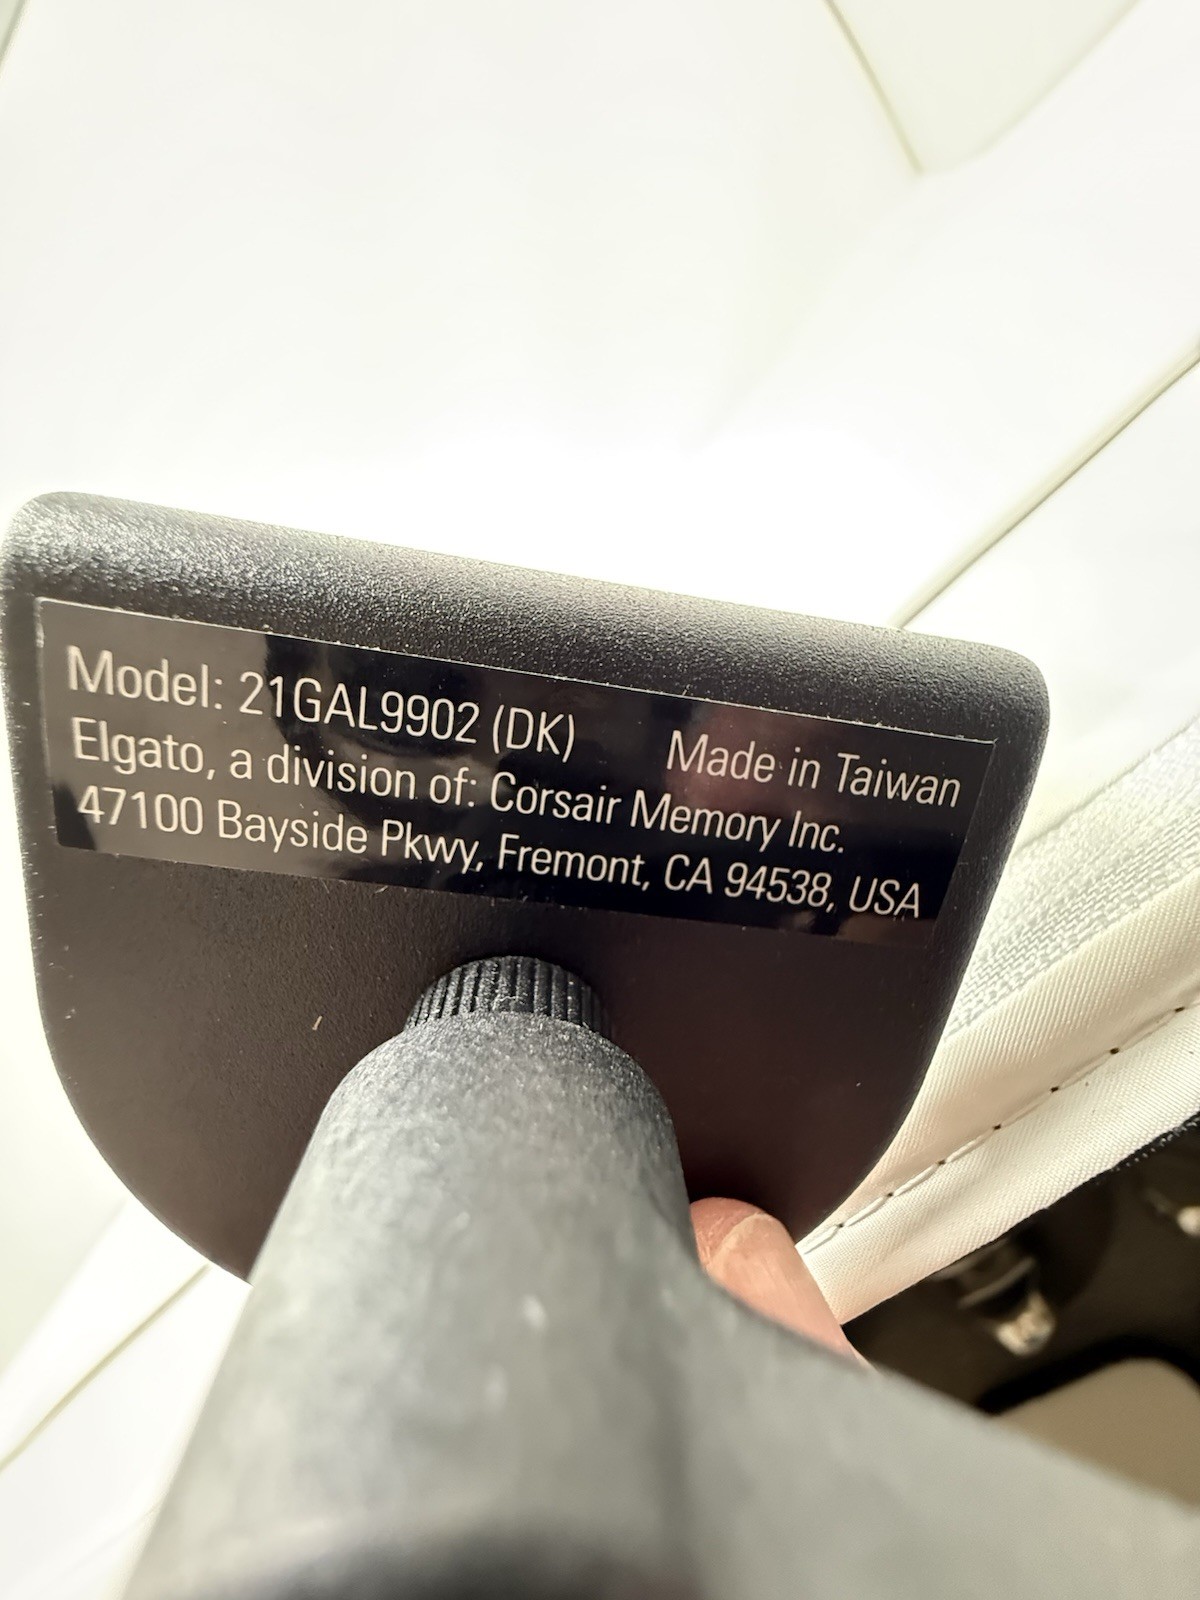 Model: 21GAL9902 (DK) Made in Taiwan
Elgato, a division of: Corsair Memory Inc.
47100 Bayside Pkwy, Fremont, CA 94538, USA